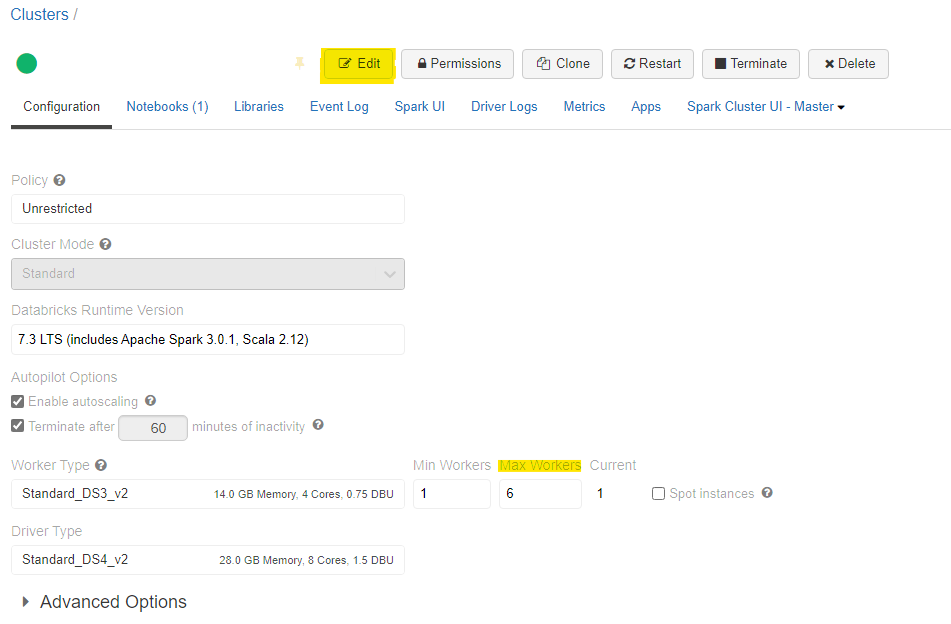 Clusters /
Edit Permissions Clone Restart Terminate Delete
Configuration Notebooks (1) Libraries Event Log Spark UI Driver Logs Metrics Apps Spark Cluster UI - Master
Policy
Unrestricted
Cluster Mode
Standard
Databricks Runtime Version
7.3 LTS (includes Apache Spark 3.0.1, Scala 2.12)
Autopilot Options
Enable autoscaling
Terminate after 60 minutes of inactivity
Worker Type Min Workers Max Workers Current
Standard_DS3_v2 14.0 GB Memory, 4 Cores, 0.75 DBU 1 6 1 Spot instances
Driver Type
Standard_DS4_v2 28.0 GB Memory, 8 Cores, 1.5 DBU
Advanced Options